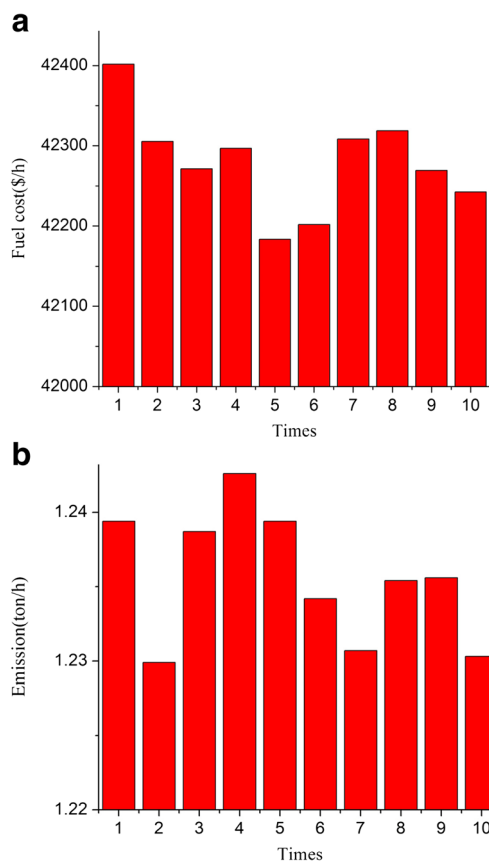 a
42400
42300
42200
42100
42000
Fuel cost($/h)
1 2 3 4 5 6 7 8 9 10
Times
b
1.24
1.23
1.22
Emission(ton/h)
1 2 3 4 5 6 7 8 9 10
Times